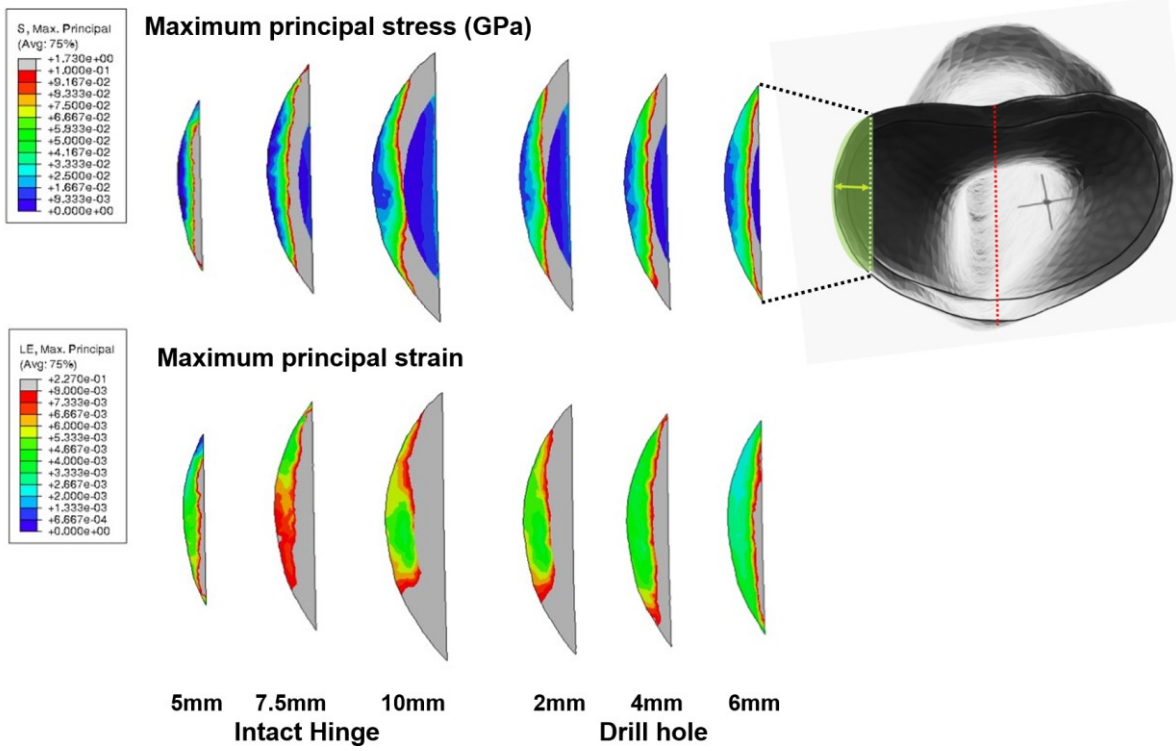 S, Max. Principal
(Avg: 75%)
+1.730e+00
+1.000e-01
+9.167e-02
+9.333e-02
+7.500e-02
+6.667e-02
+5.933e-02
+5.000e-02
+4.167e-02
+3.333e-02
+2.500e-02
+1.667e-02
+9.333e-03
+0.000e+00
Maximum principal stress (GPa)
LE, Max. Principal
(Avg: 75%)
+2.270e-01
+8.000e-03
+7.333e-03
+6.667e-03
+6.000e-03
+5.333e-03
+4.667e-03
+4.000e-03
+3.333e-03
+2.667e-03
+2.000e-03
+1.333e-03
+6.667e-04
+0.000e+00
Maximum principal strain
5mm 7.5mm 10mm 2mm 4mm 6mm
Intact Hinge Drill hole